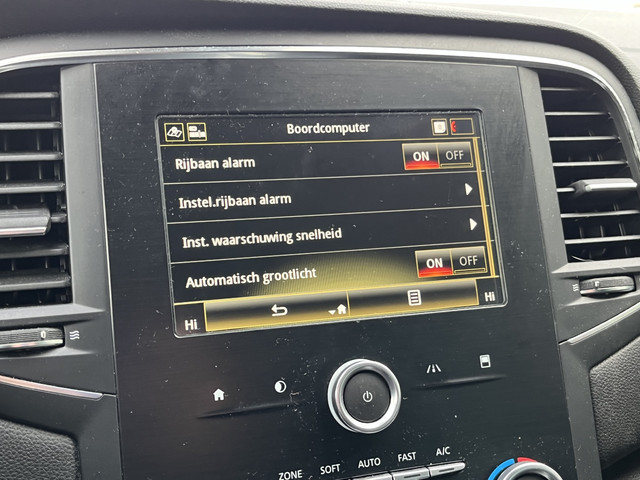 Boordcomputer
Rijbaan alarm ON OFF
Instel.rijbaan alarm
Inst. waarschuwing snelheid
Automatisch grootlicht ON OFF
Hi Hi
ZONE SOFT AUTO FAST A/C